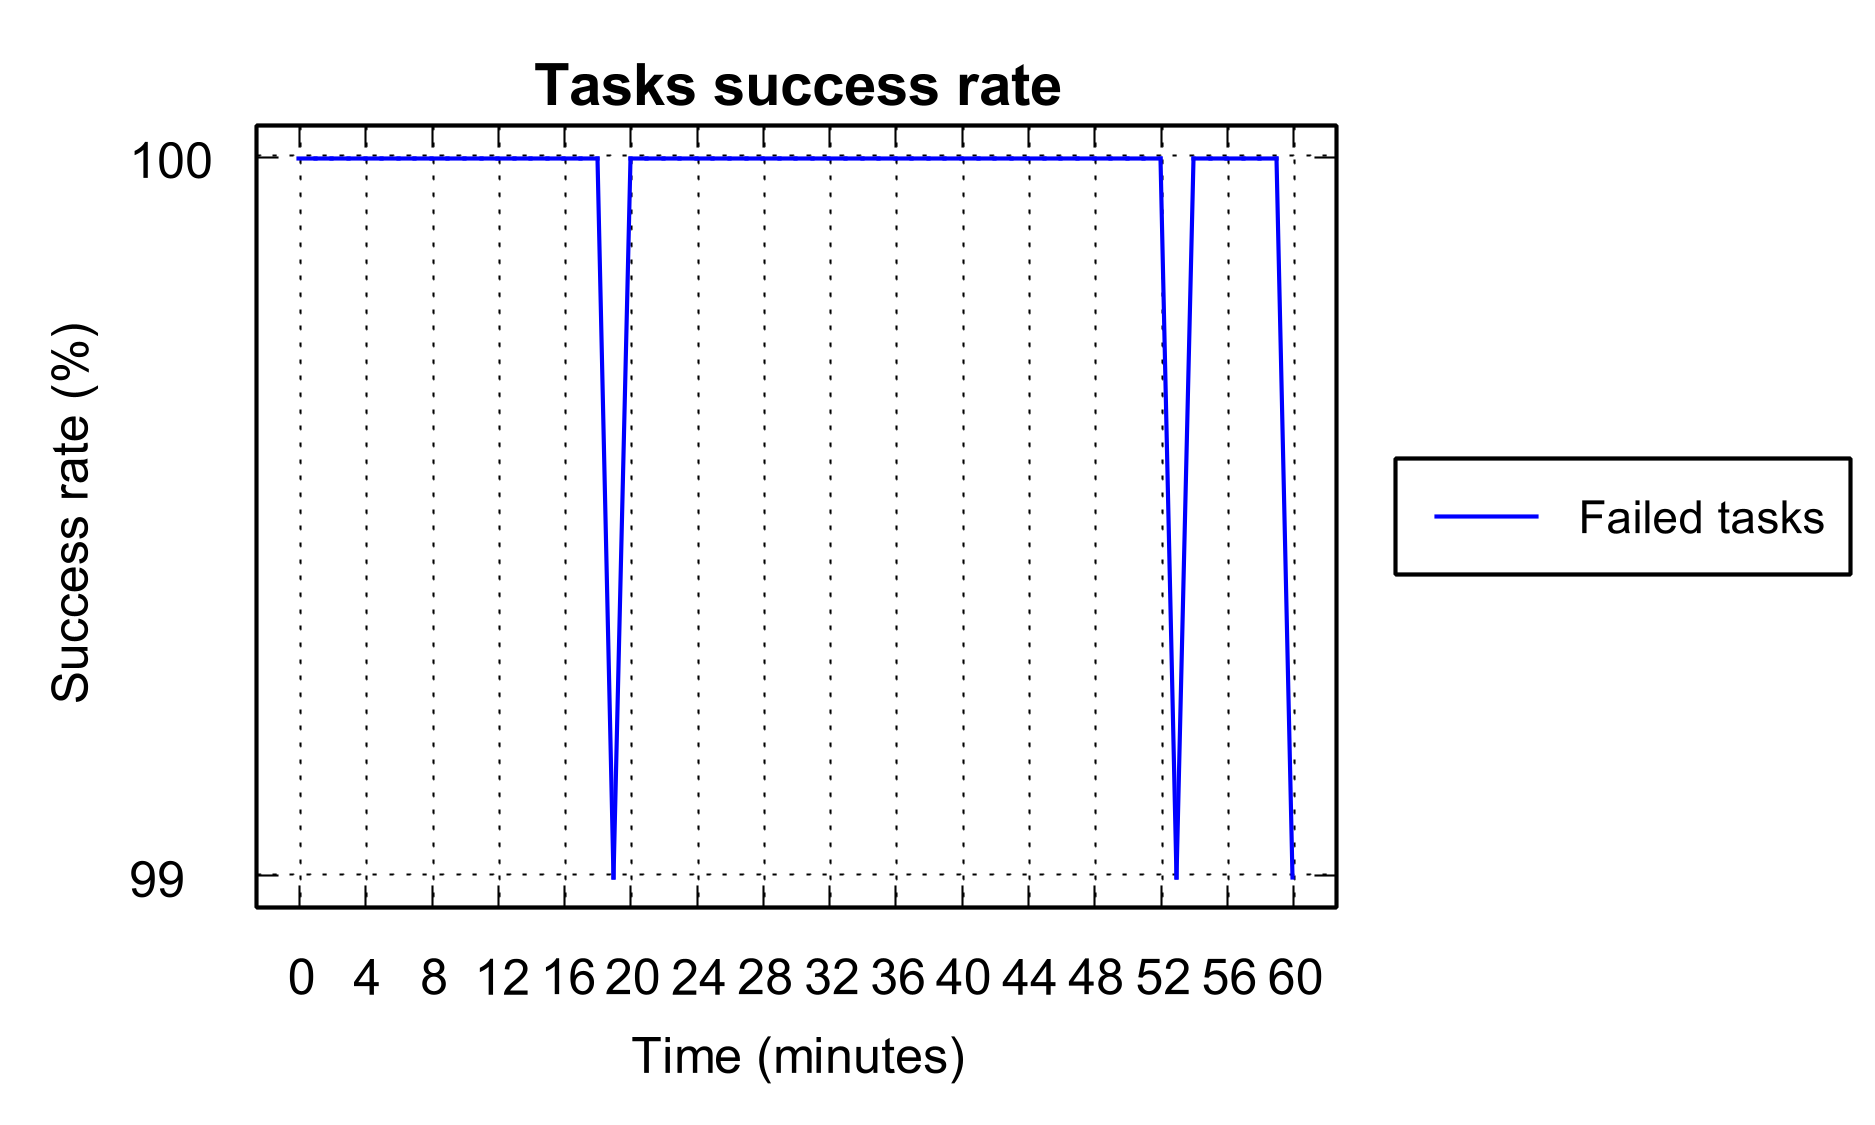 Tasks success rate
100
99
Success rate (%)
0 4 8 12 16 20 24 28 32 36 40 44 48 52 56 60
Time (minutes)
Failed tasks